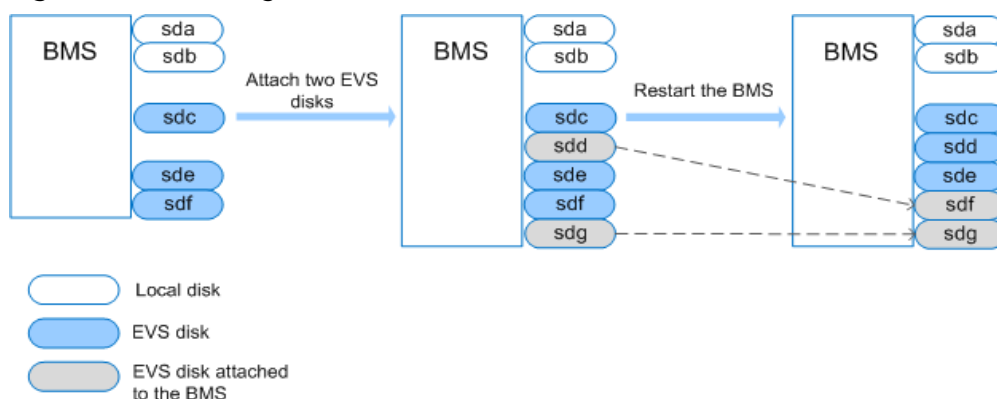 BMS
sda
sdb
sdc
sde
sdf
Attach two EVS
disks
BMS
sda
sdb
sdc
sdd
sde
sdf
sdg
Restart the BMS
BMS
sda
sdb
sdc
sdd
sde
sdf
sdg
Local disk
EVS disk
EVS disk attached
to the BMS